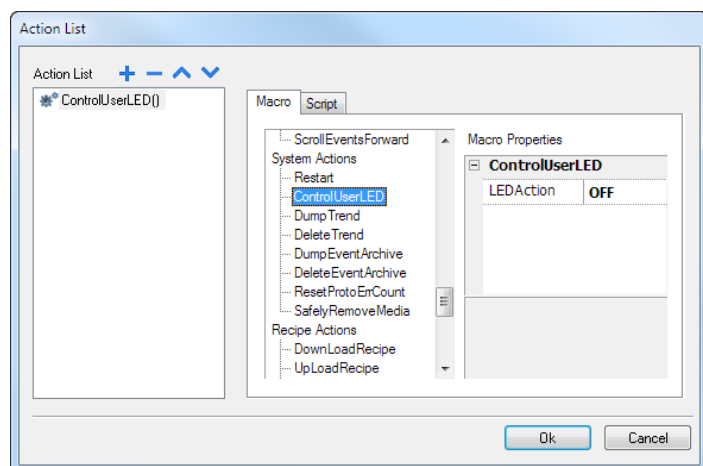 Action List
Action List
ControlUserLED()
Macro
Script
ScrollEventsForward
System Actions
Restart
ControlUserLED
DumpTrend
DeleteTrend
DumpEventArchive
DeleteEventArchive
ResetProtoErrCount
SafelyRemoveMedia
Recipe Actions
DownLoadRecipe
UpLoadRecipe
Macro Properties
ControlUserLED
LEDAction OFF
Ok
Cancel